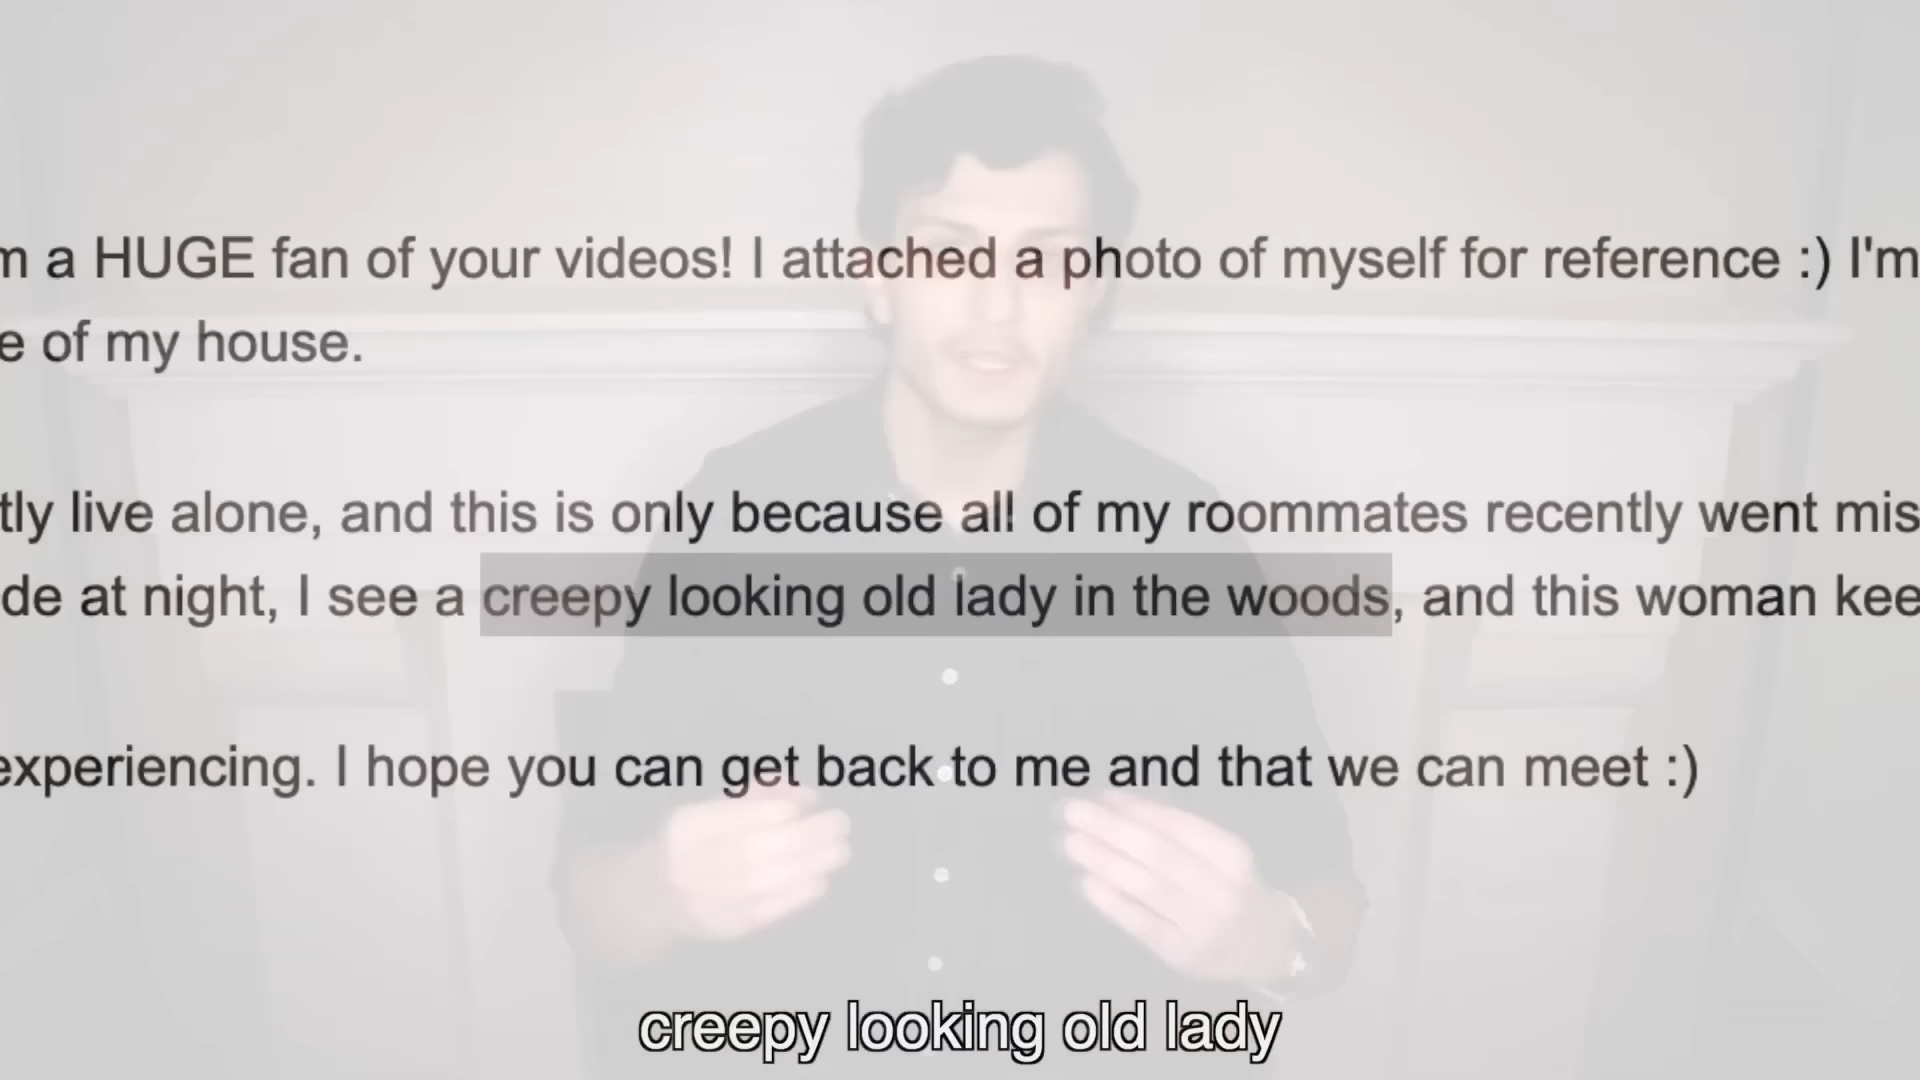 m a HUGE fan of your videos! I attached a photo of myself for reference :) I'm
e of my house.
tly live alone, and this is only because all of my roommates recently went mis
de at night, I see a creepy looking old lady in the woods, and this woman kee
experiencing. I hope you can get back to me and that we can meet :)
creepy looking old lady